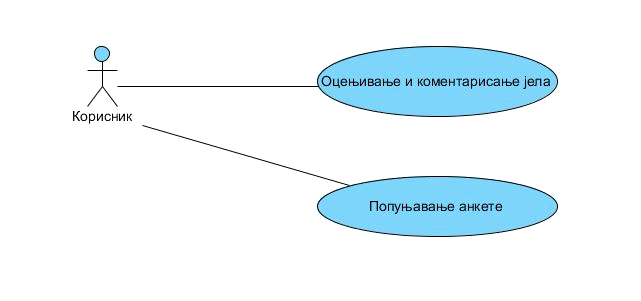 Оцењивање и коментарисање јела
Корисник
Попуњавање анкете